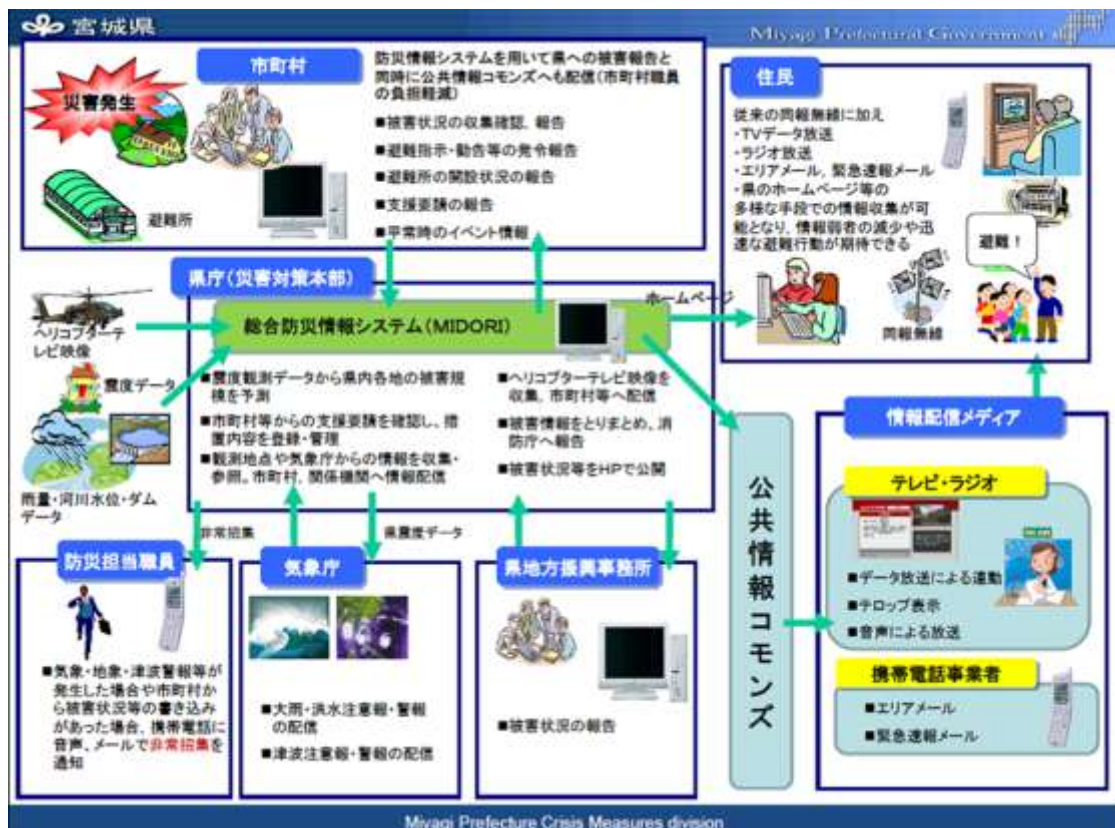 宮城県
Miyagi Prefectural Government
市町村
災害発生
避難所
防災情報システムを用いて県への被害報告と
同時に公共情報コモンズへも配信(市町村職員
の負担軽減)
■被害状況の収集確認、報告
■避難指示・勧告等の発令報告
■避難所の開設状況の報告
■支援要請の報告
■平常時のイベント情報
住民
従来の同報無線に加え
・TVデータ放送
・ラジオ放送
・エリアメール,緊急速報メール
・県のホームページ等の
多様な手段での情報収集が可
能となり,情報弱者の減少や迅
速な避難行動が期待できる
避難!
同報無線
ホームページ
県庁(災害対策本部)
総合防災情報システム(MIDORI)
ヘリコプターテ
レビ映像
震度データ
雨量・河川水位・ダム
データ
■震度観測データから県内各地の被害規
模を予測
■市町村等からの支援要請を確認し、措
置内容を登録・管理
■観測地点や気象庁からの情報を収集・
参照。市町村、関係機関へ情報配信
■ヘリコプターテレビ映像を
収集、市町村等へ配信
■被害情報をとりまとめ、消
防庁へ報告
■被害状況等をHPで公開
非常招集
県震度データ
防災担当職員
■気象・地象・津波警報等が
発生した場合や市町村か
ら被害状況等の書き込み
があった場合,携帯電話に
音声、メールで非常招集を
通知
気象庁
■大雨・洪水注意報・警報
の配信
■津波注意報・警報の配信
県地方振興事務所
■被害状況の報告
公共情報コモンズ
情報配信メディア
テレビ・ラジオ
■データ放送による連動
■テロップ表示
■音声による放送
携帯電話事業者
■エリアメール
■緊急速報メール
Miyagi Prefecture Crisis Measures division